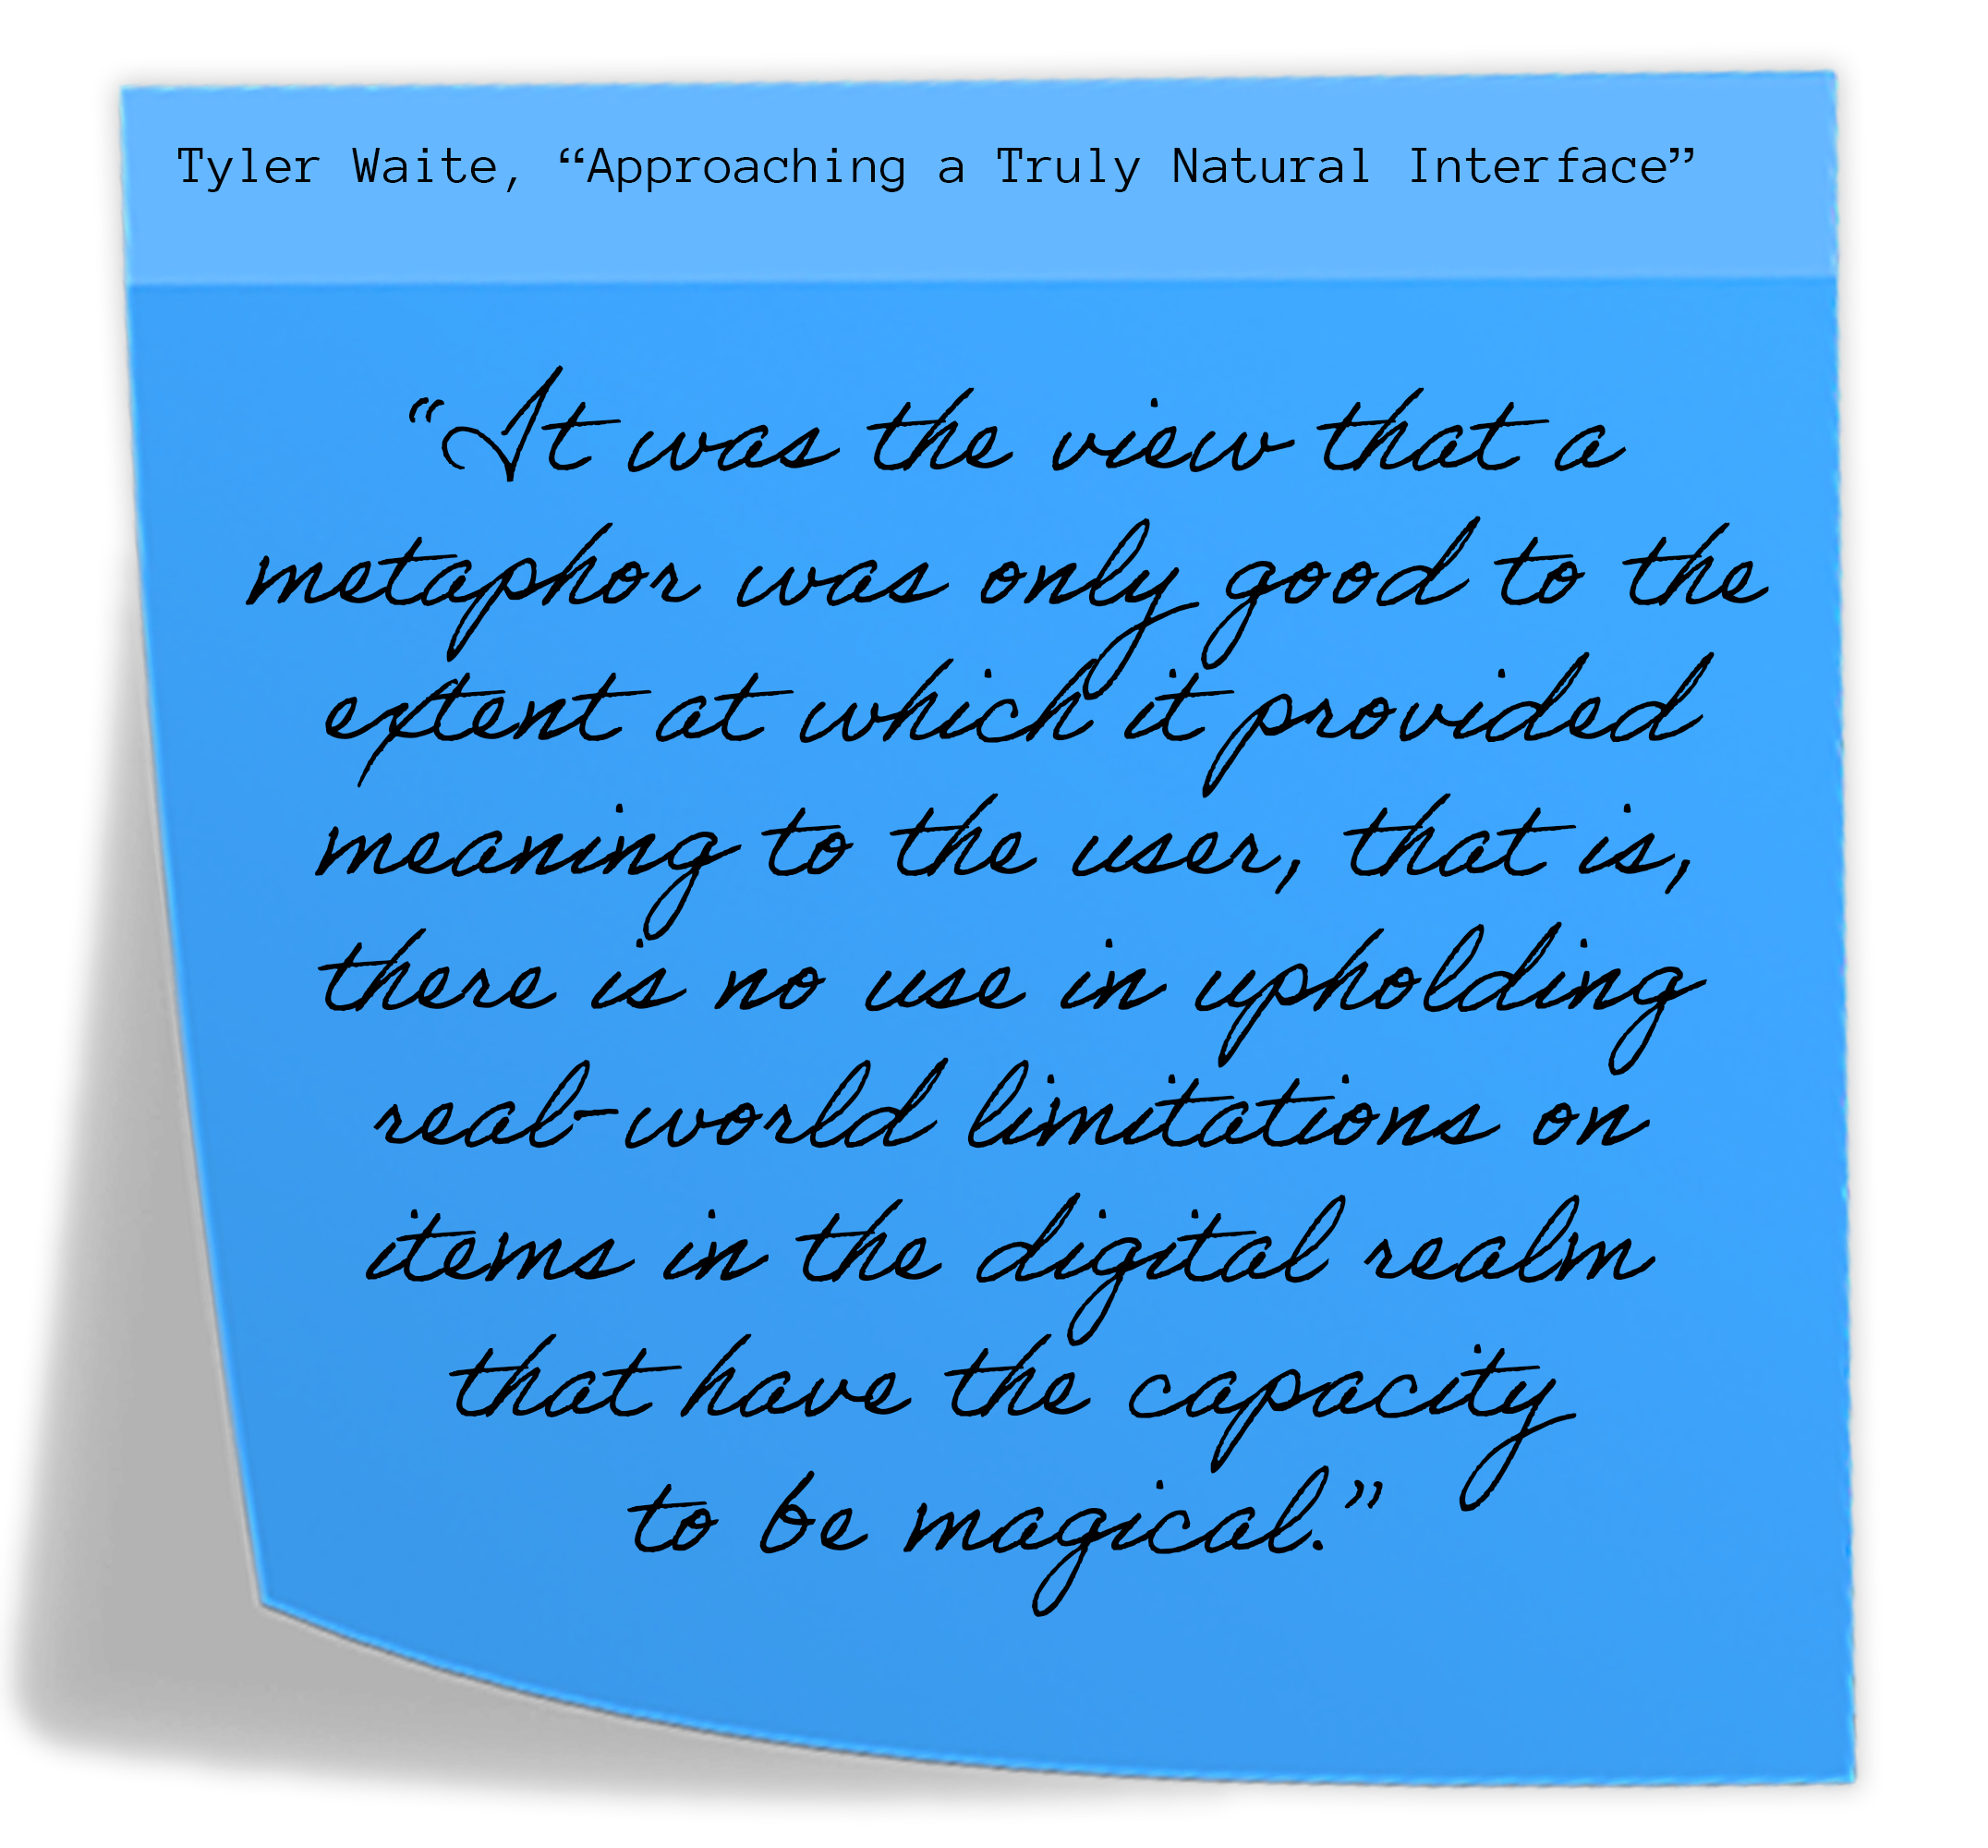 Tyler Waite, “Approaching a Truly Natural Interface”
“It was the view that a
metaphor was only good to the
extent at which it provided
meaning to the user, that is,
there is no use in upholding
real-world limitations on
items in the digital realm
that have the capacity
to be magical.”